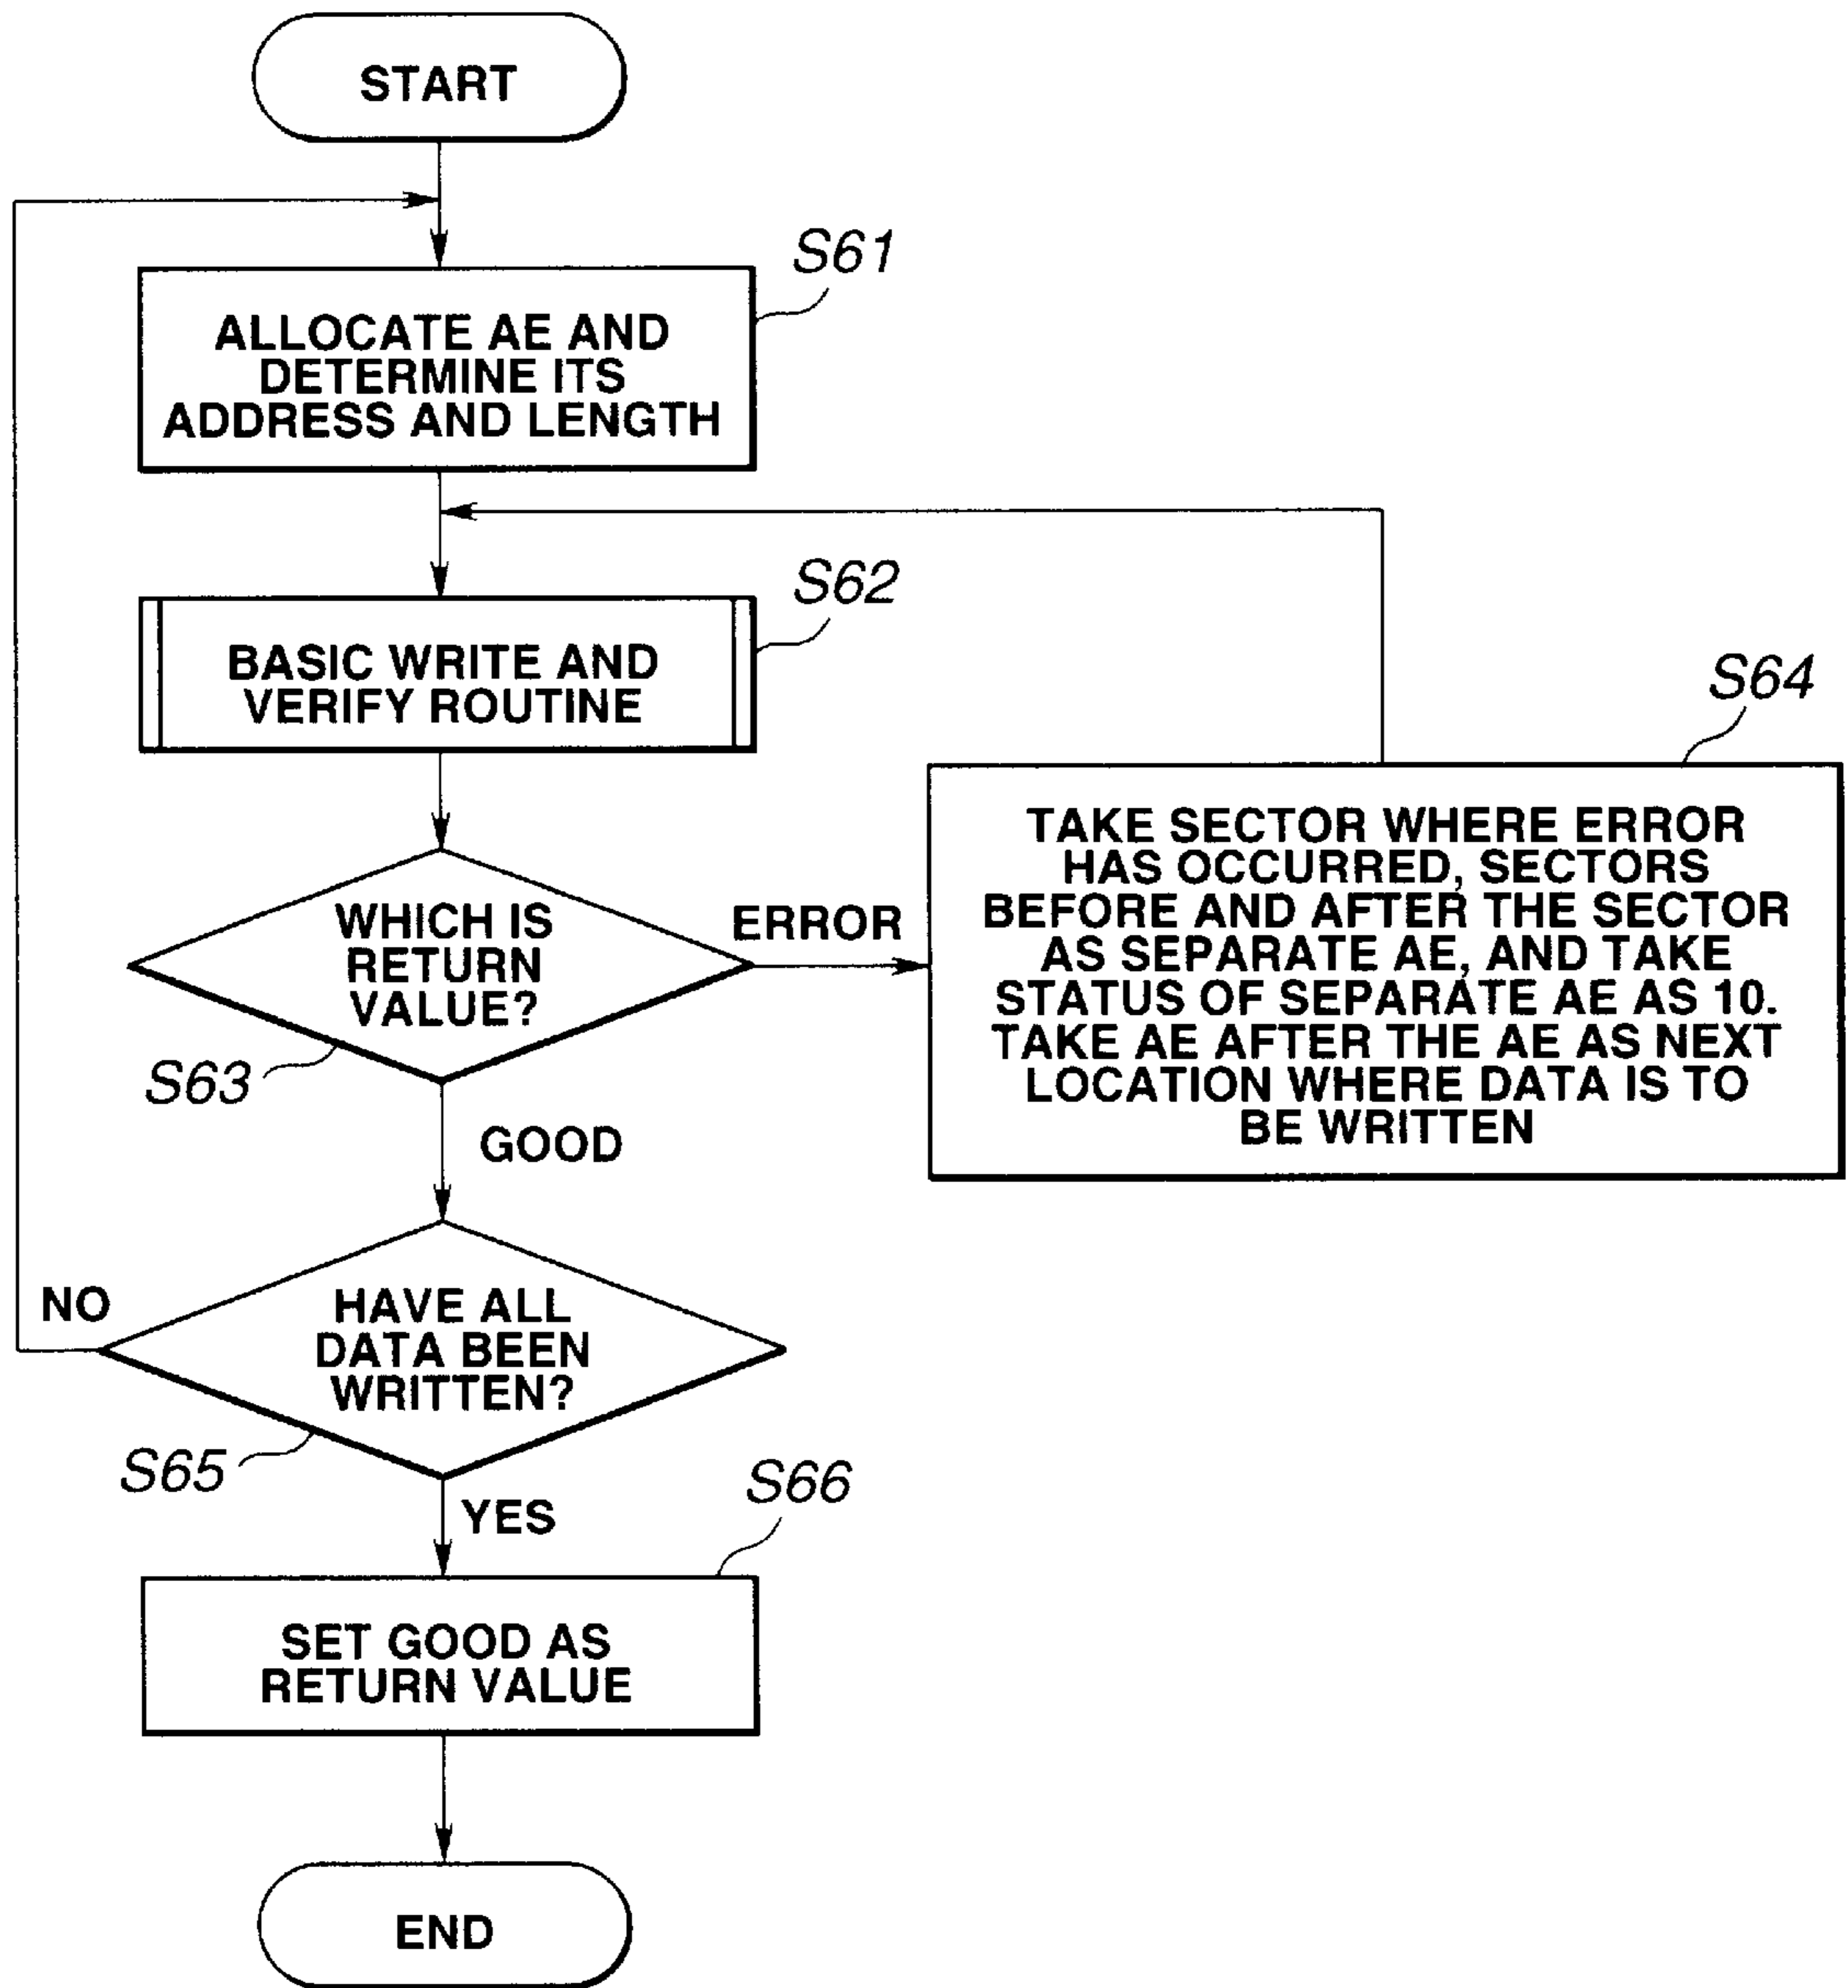 START
S61
ALLOCATE AE AND
DETERMINE ITS
ADDRESS AND LENGTH
S62
BASIC WRITE AND
VERIFY ROUTINE
S64
TAKE SECTOR WHERE ERROR
HAS OCCURRED, SECTORS
BEFORE AND AFTER THE SECTOR
AS SEPARATE AE, AND TAKE
STATUS OF SEPARATE AE AS 10.
TAKE AE AFTER THE AE AS NEXT
LOCATION WHERE DATA IS TO
BE WRITTEN
WHICH IS
RETURN
VALUE?
ERROR
S63
GOOD
NO
HAVE ALL
DATA BEEN
WRITTEN?
S65
YES
S66
SET GOOD AS
RETURN VALUE
END